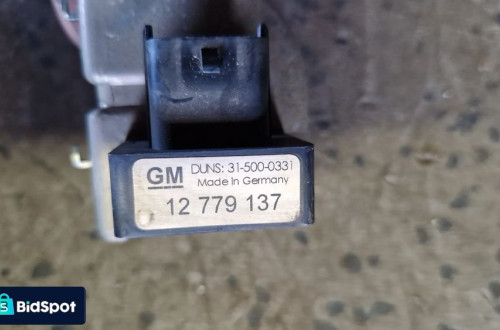 GM
DUNS: 31-500-0331
Made in Germany
12 779 137
BidSpot